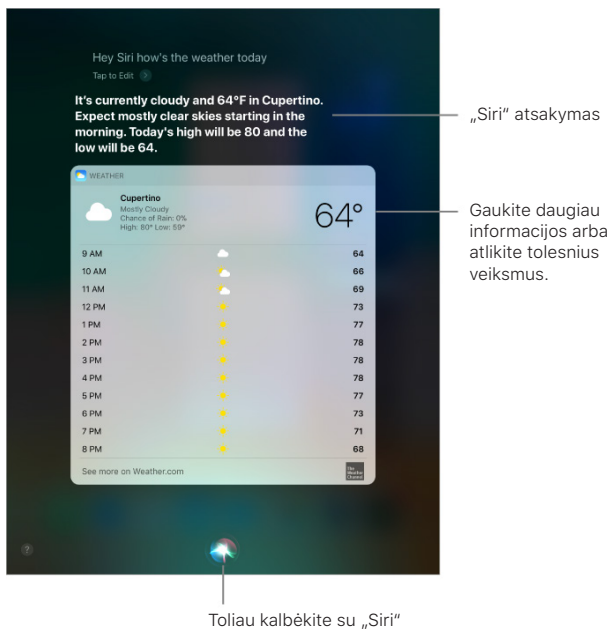 Hey Siri how's the weather today
Tap to Edit
It's currently cloudy and 64°F in Cupertino.
Expect mostly clear skies starting in the
morning. Today's high will be 80 and the
low will be 64.
„Siri“ atsakymas
WEATHER
Cupertino
Mostly Cloudy
Chance of Rain: 0%
High: 80° Low: 59°
64°
Gaukite daugiau
informacijos arba
atlikite tolesnius
veiksmus.
9 AM 64
10 AM 66
11 AM 69
12 PM 73
1 PM 77
2 PM 78
3 PM 78
4 PM 78
5 PM 77
6 PM 73
7 PM 71
8 PM 68
See more on Weather.com
The
Weather
Channel
?
Toliau kalbėkite su „Siri“